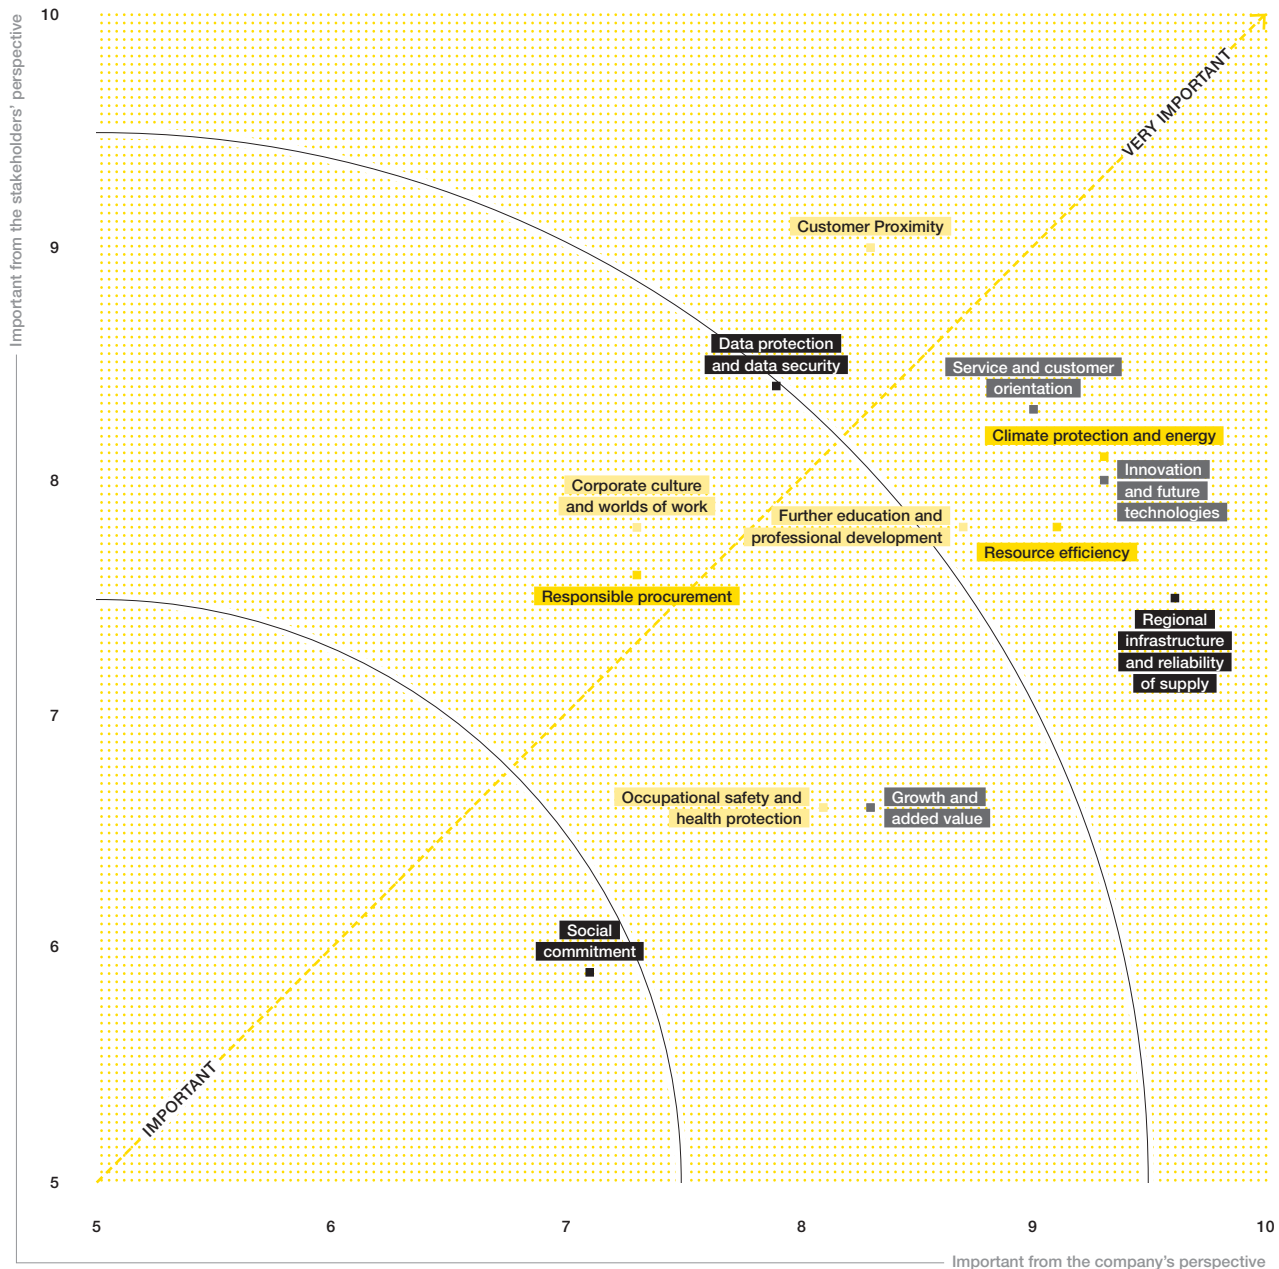 10
Important from the stakeholders' perspective
VERY IMPORTANT
Customer Proximity
9
Data protection
and data security
Service and customer
orientation
Climate protection and energy
Innovation
and future
technologies
8
Corporate culture
and worlds of work
Further education and
professional development
Resource efficiency
Responsible procurement
Regional
infrastructure
and reliability
of supply
7
Occupational safety and
health protection
Growth and
added value
6
Social
commitment
IMPORTANT
5
5
6
7
8
9
10
Important from the company's perspective